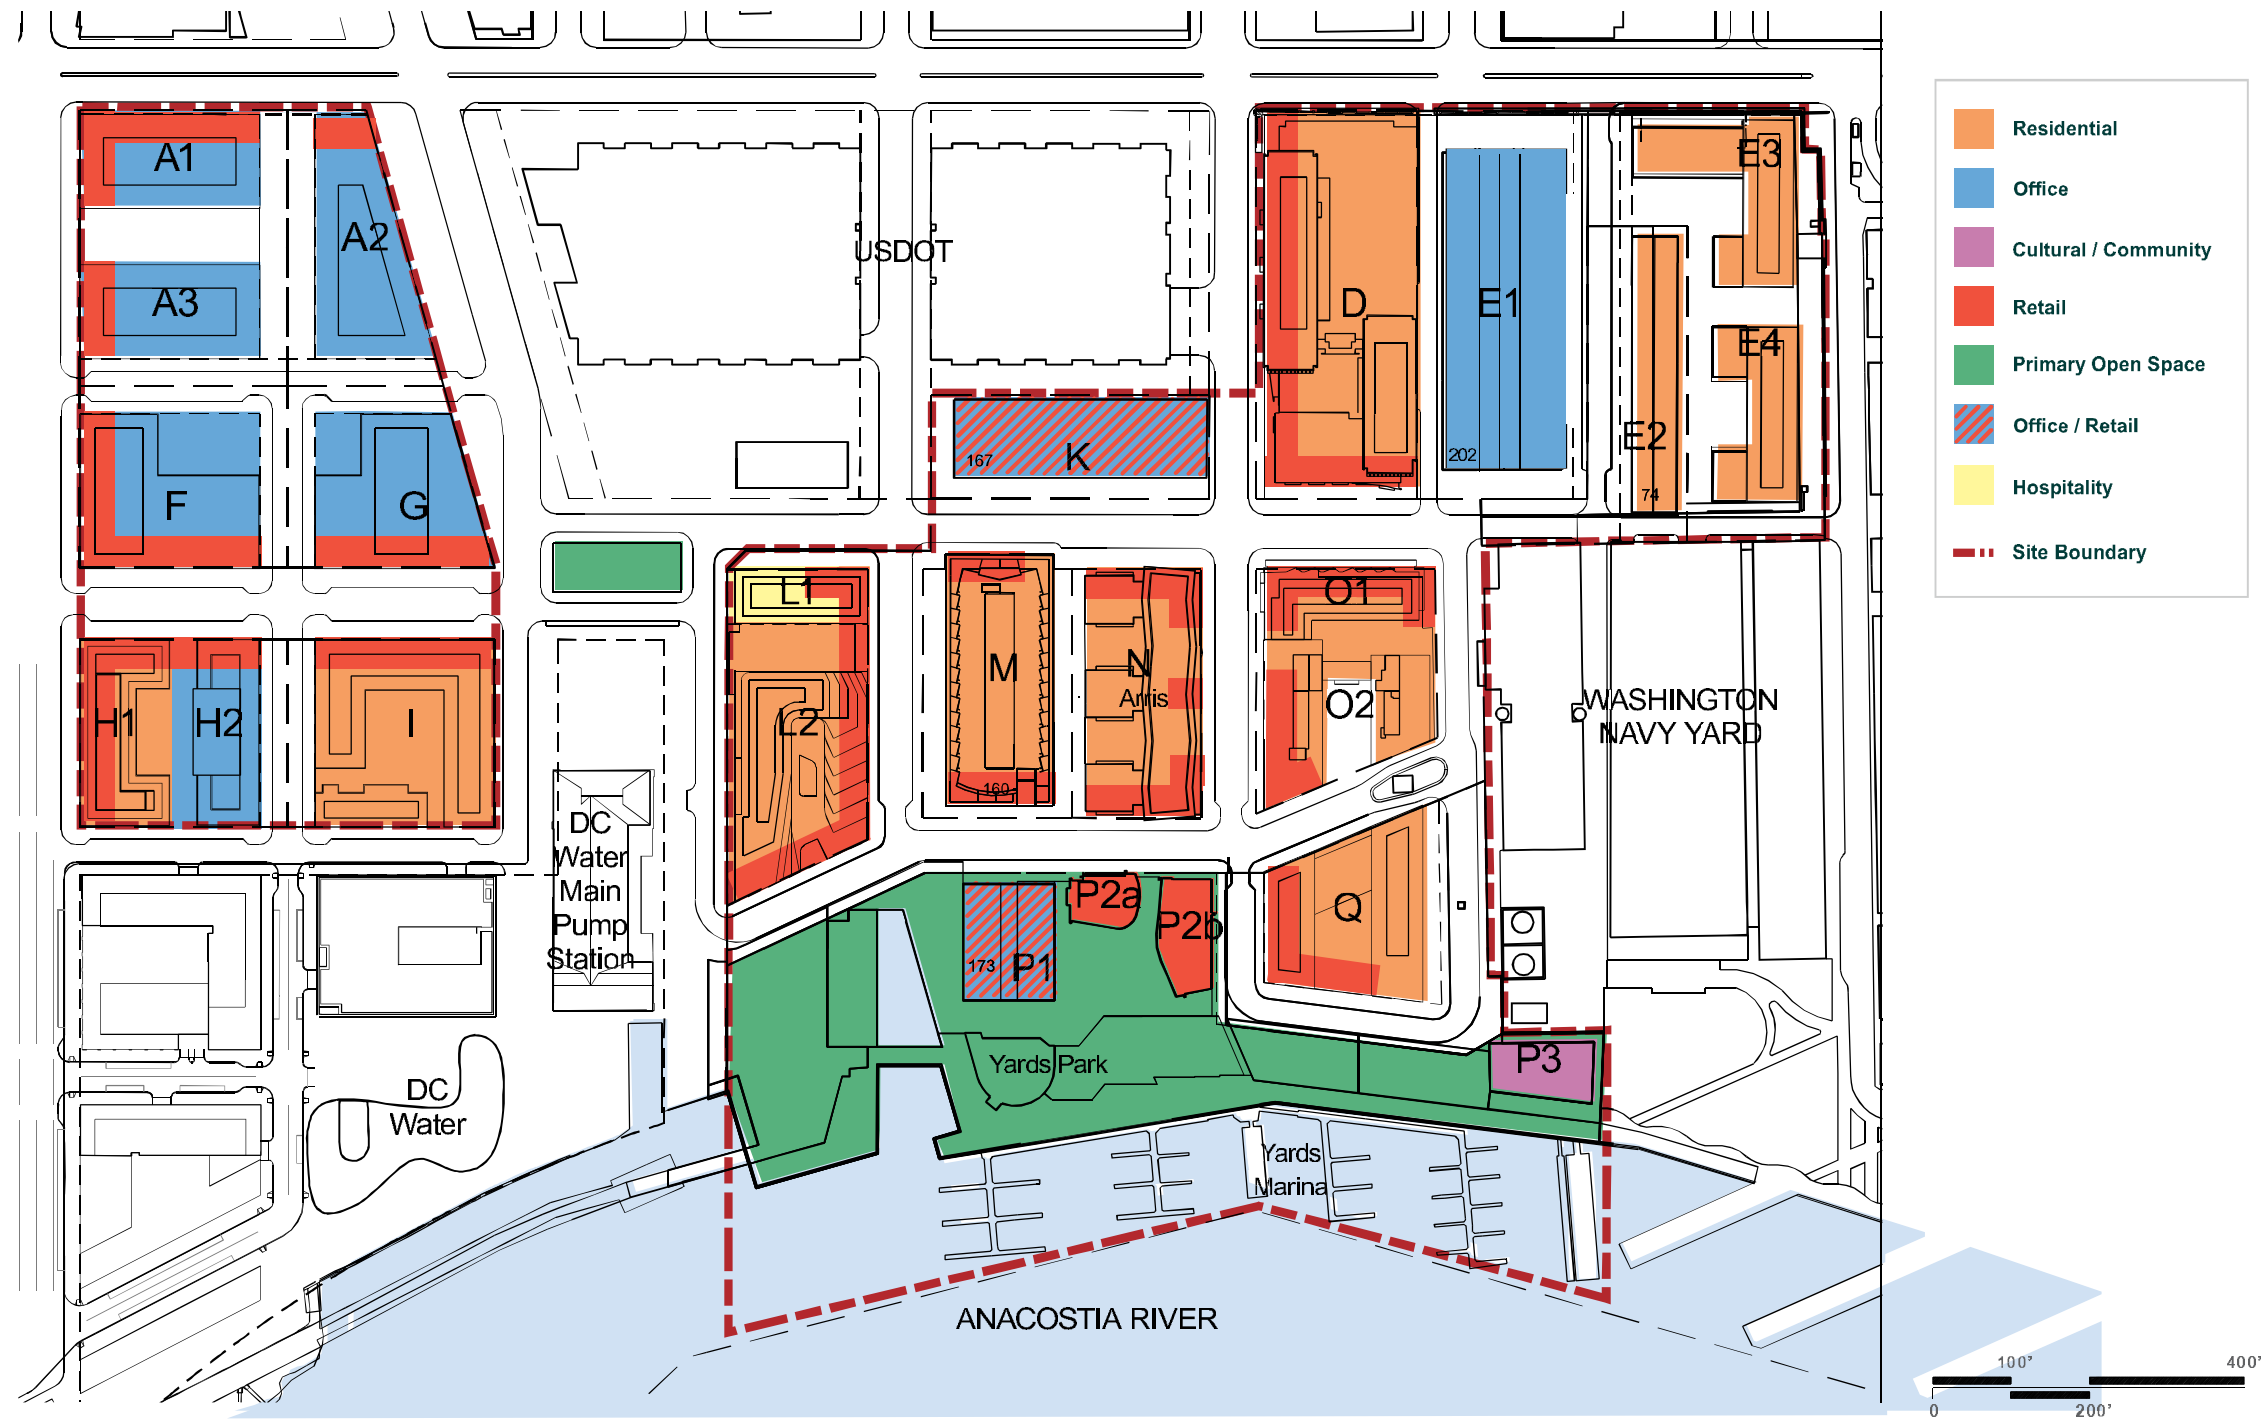 A1
A2
A3
USDOT
D
E1
202
E2
74
E3
E4
F
G
167
K
H1
H2
I
L1
L2
M
160
N
Arris
O1
O2
WASHINGTON
NAVY YARD
DC
Water
Main
Pump
Station
P2a
P2b
173
P1
Q
Yards Park
P3
DC
Water
Yards
Marina
ANACOSTIA RIVER
Residential
Office
Cultural / Community
Retail
Primary Open Space
Office / Retail
Hospitality
Site Boundary
100'
400'
0
200'